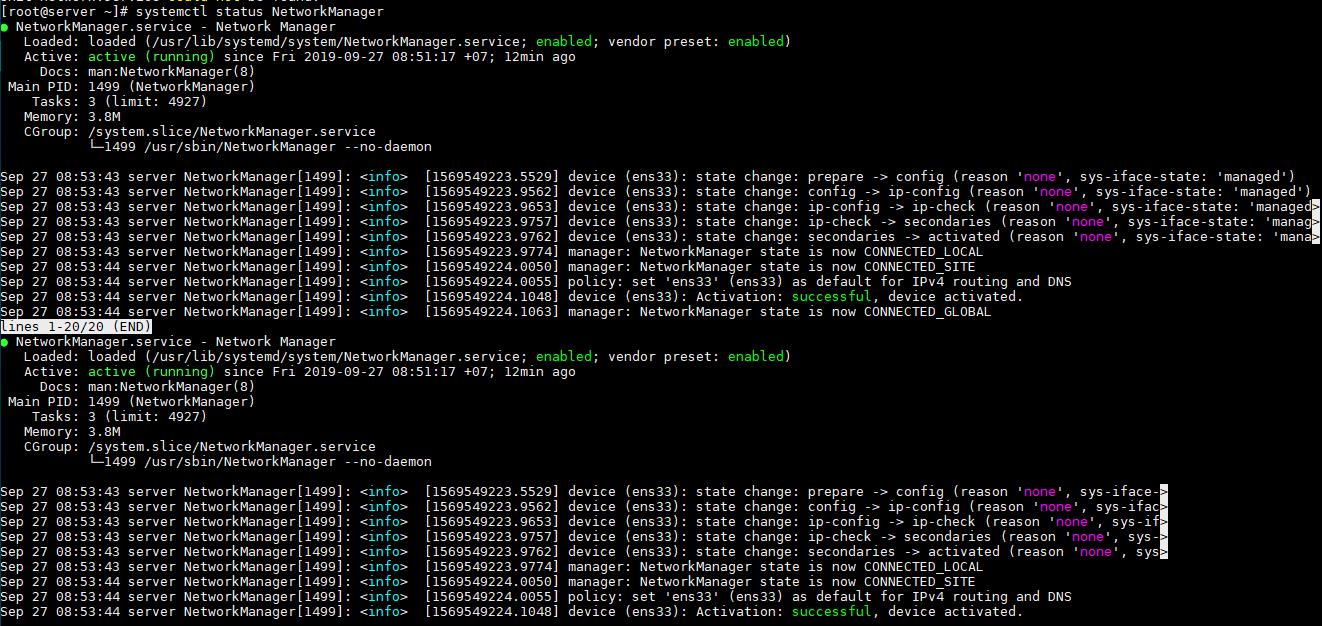 [root@server ~]# systemctl status NetworkManager
● NetworkManager.service - Network Manager
   Loaded: loaded (/usr/lib/systemd/system/NetworkManager.service; enabled; vendor preset: enabled)
   Active: active (running) since Fri 2019-09-27 08:51:17 +07; 12min ago
     Docs: man:NetworkManager(8)
 Main PID: 1499 (NetworkManager)
    Tasks: 3 (limit: 4927)
   Memory: 3.8M
   CGroup: /system.slice/NetworkManager.service
           └─1499 /usr/sbin/NetworkManager --no-daemon
Sep 27 08:53:43 server NetworkManager[1499]: <info>  [1569549223.5529] device (ens33): state change: prepare -> config (reason 'none', sys-iface-state: 'managed')
Sep 27 08:53:43 server NetworkManager[1499]: <info>  [1569549223.9562] device (ens33): state change: config -> ip-config (reason 'none', sys-iface-state: 'managed')
Sep 27 08:53:43 server NetworkManager[1499]: <info>  [1569549223.9653] device (ens33): state change: ip-config -> ip-check (reason 'none', sys-iface-state: 'managed>
Sep 27 08:53:43 server NetworkManager[1499]: <info>  [1569549223.9757] device (ens33): state change: ip-check -> secondaries (reason 'none', sys-iface-state: 'manag>
Sep 27 08:53:43 server NetworkManager[1499]: <info>  [1569549223.9762] device (ens33): state change: secondaries -> activated (reason 'none', sys-iface-state: 'mana>
Sep 27 08:53:43 server NetworkManager[1499]: <info>  [1569549223.9774] manager: NetworkManager state is now CONNECTED_LOCAL
Sep 27 08:53:44 server NetworkManager[1499]: <info>  [1569549224.0050] manager: NetworkManager state is now CONNECTED_SITE
Sep 27 08:53:44 server NetworkManager[1499]: <info>  [1569549224.0055] policy: set 'ens33' (ens33) as default for IPv4 routing and DNS
Sep 27 08:53:44 server NetworkManager[1499]: <info>  [1569549224.1048] device (ens33): Activation: successful, device activated.
Sep 27 08:53:44 server NetworkManager[1499]: <info>  [1569549224.1063] manager: NetworkManager state is now CONNECTED_GLOBAL
lines 1-20/20 (END)
● NetworkManager.service - Network Manager
   Loaded: loaded (/usr/lib/systemd/system/NetworkManager.service; enabled; vendor preset: enabled)
   Active: active (running) since Fri 2019-09-27 08:51:17 +07; 12min ago
     Docs: man:NetworkManager(8)
 Main PID: 1499 (NetworkManager)
    Tasks: 3 (limit: 4927)
   Memory: 3.8M
   CGroup: /system.slice/NetworkManager.service
           └─1499 /usr/sbin/NetworkManager --no-daemon
Sep 27 08:53:43 server NetworkManager[1499]: <info>  [1569549223.5529] device (ens33): state change: prepare -> config (reason 'none', sys-iface->
Sep 27 08:53:43 server NetworkManager[1499]: <info>  [1569549223.9562] device (ens33): state change: config -> ip-config (reason 'none', sys-ifac>
Sep 27 08:53:43 server NetworkManager[1499]: <info>  [1569549223.9653] device (ens33): state change: ip-config -> ip-check (reason 'none', sys-if>
Sep 27 08:53:43 server NetworkManager[1499]: <info>  [1569549223.9757] device (ens33): state change: ip-check -> secondaries (reason 'none', sys->
Sep 27 08:53:43 server NetworkManager[1499]: <info>  [1569549223.9762] device (ens33): state change: secondaries -> activated (reason 'none', sys>
Sep 27 08:53:43 server NetworkManager[1499]: <info>  [1569549223.9774] manager: NetworkManager state is now CONNECTED_LOCAL
Sep 27 08:53:44 server NetworkManager[1499]: <info>  [1569549224.0050] manager: NetworkManager state is now CONNECTED_SITE
Sep 27 08:53:44 server NetworkManager[1499]: <info>  [1569549224.0055] policy: set 'ens33' (ens33) as default for IPv4 routing and DNS
Sep 27 08:53:44 server NetworkManager[1499]: <info>  [1569549224.1048] device (ens33): Activation: successful, device activated.